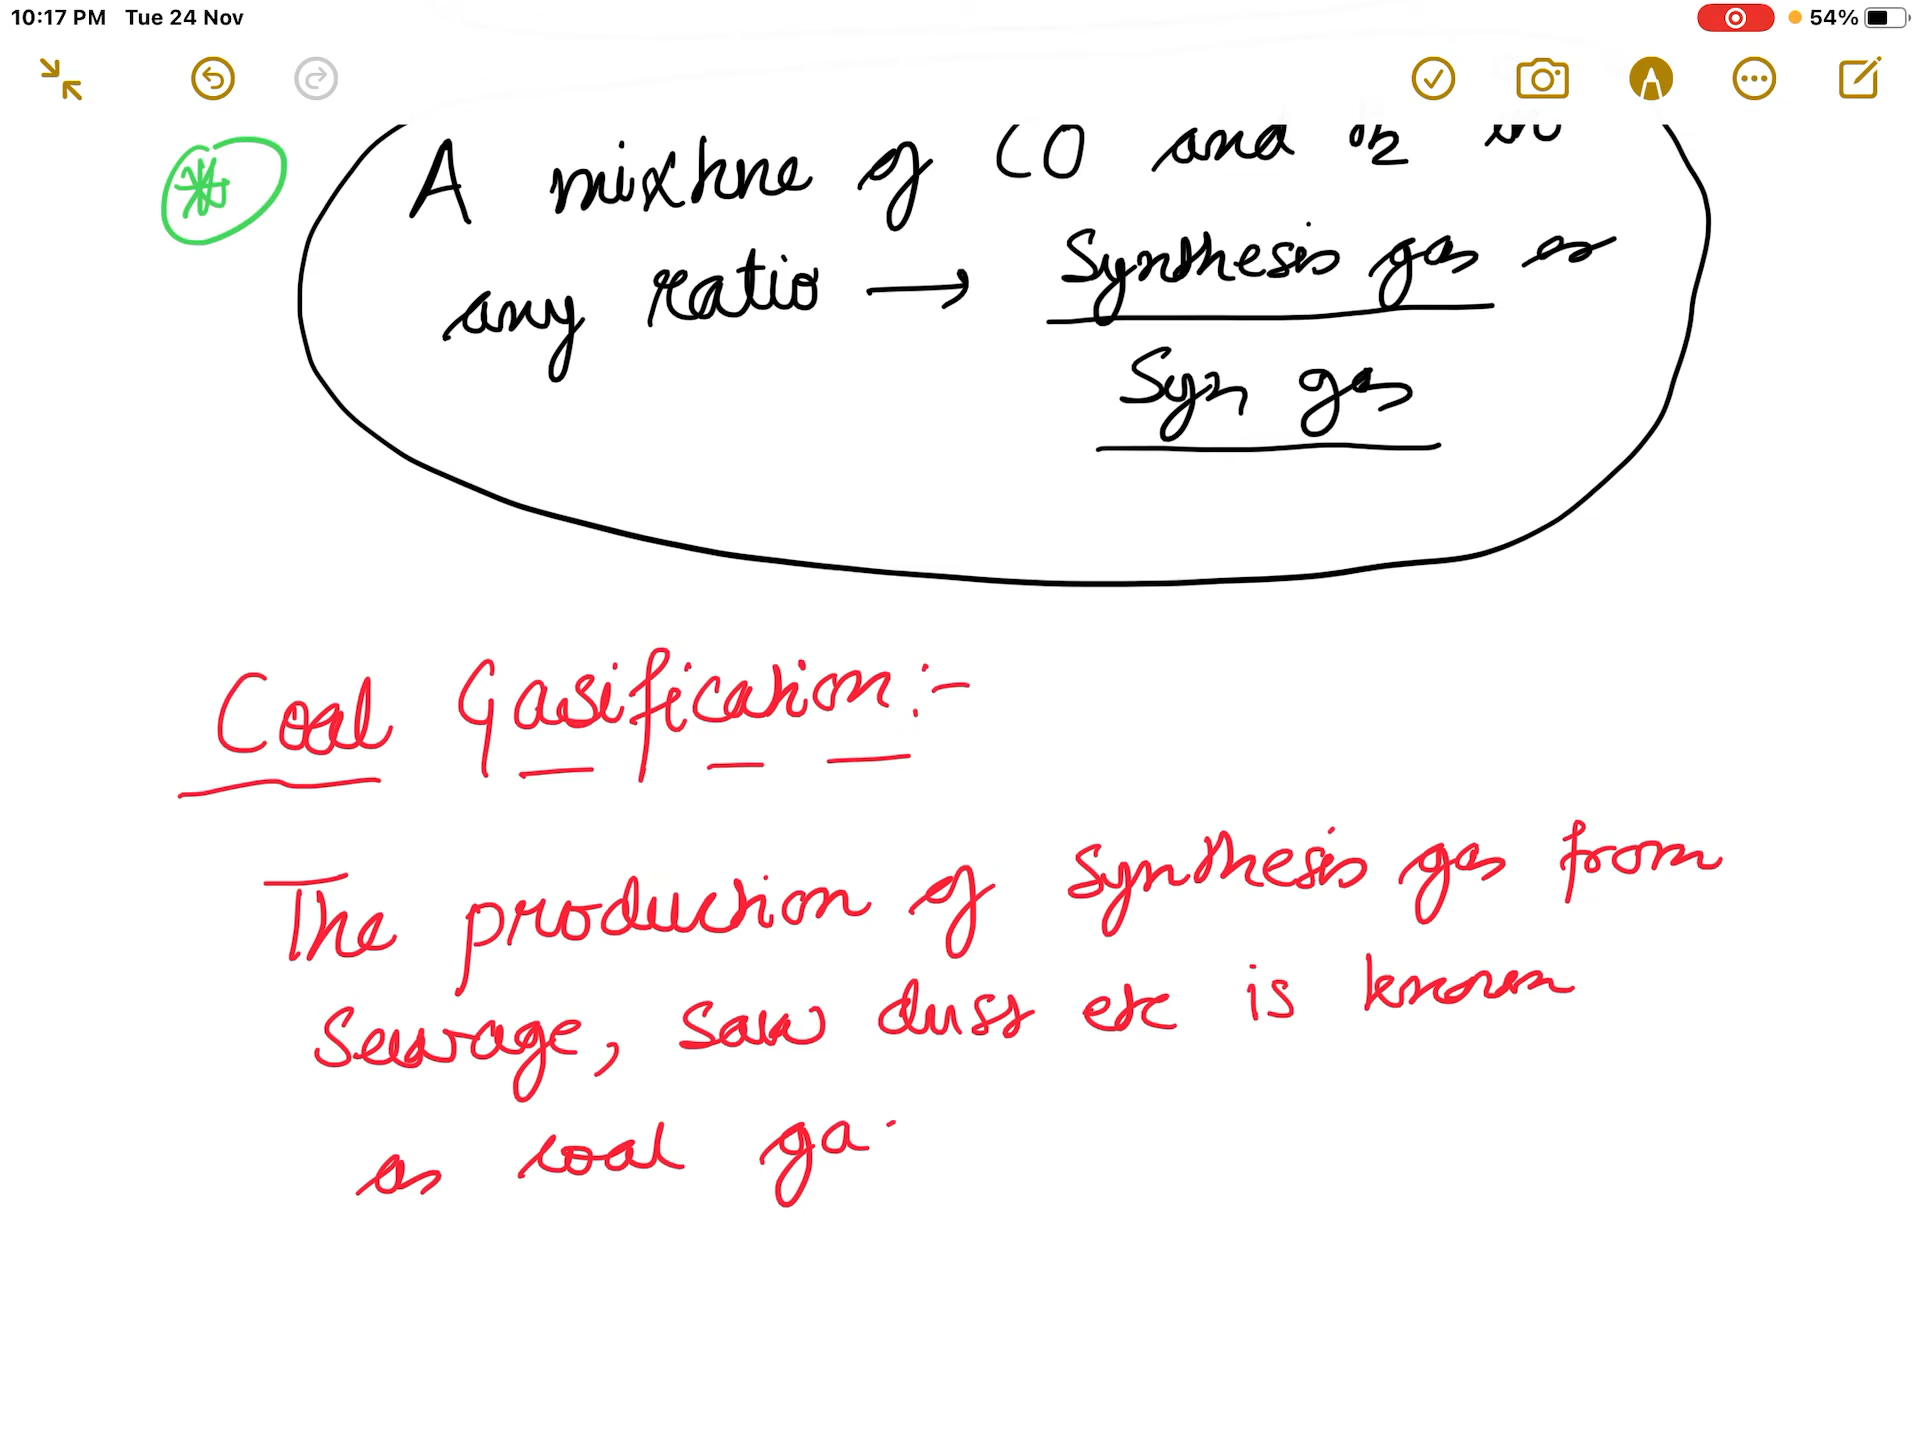 10:17 PM Tue 24 Nov 54%
A mixture of CO and H2 in
any ratio → Synthesis gas or
Syn gas
Coal Gasification:-
The production of synthesis gas from
Sewage, saw dust etc is known
as coal ga